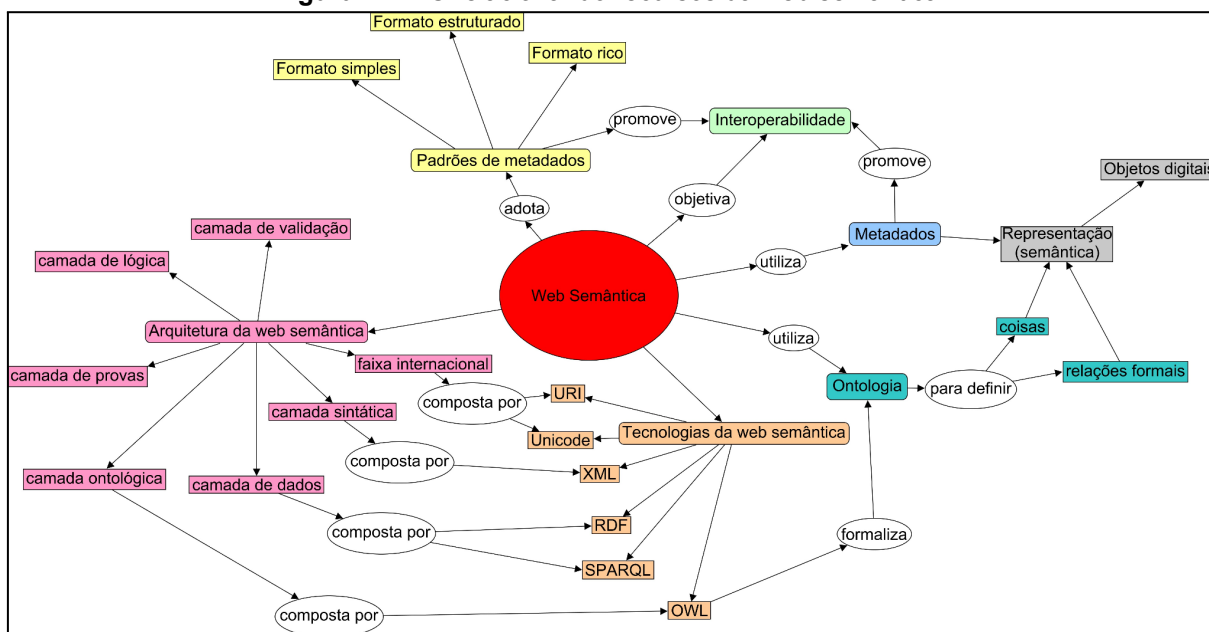 Formato estruturado
Formato rico
Formato simples
promove
Interoperabilidade
Padrões de metadados
promove
Objetos digitais
adota
objetiva
camada de validação
Metadados
Representação
(semântica)
camada de lógica
utiliza
Web Semântica
Arquitetura da web semântica
utiliza
coisas
faixa internacional
relações formais
camada de provas
Ontologia
para definir
URI
composta por
camada sintática
Unicode
Tecnologias da web semântica
composta por
XML
camada ontológica
camada de dados
RDF
composta por
formaliza
SPARQL
OWL
composta por